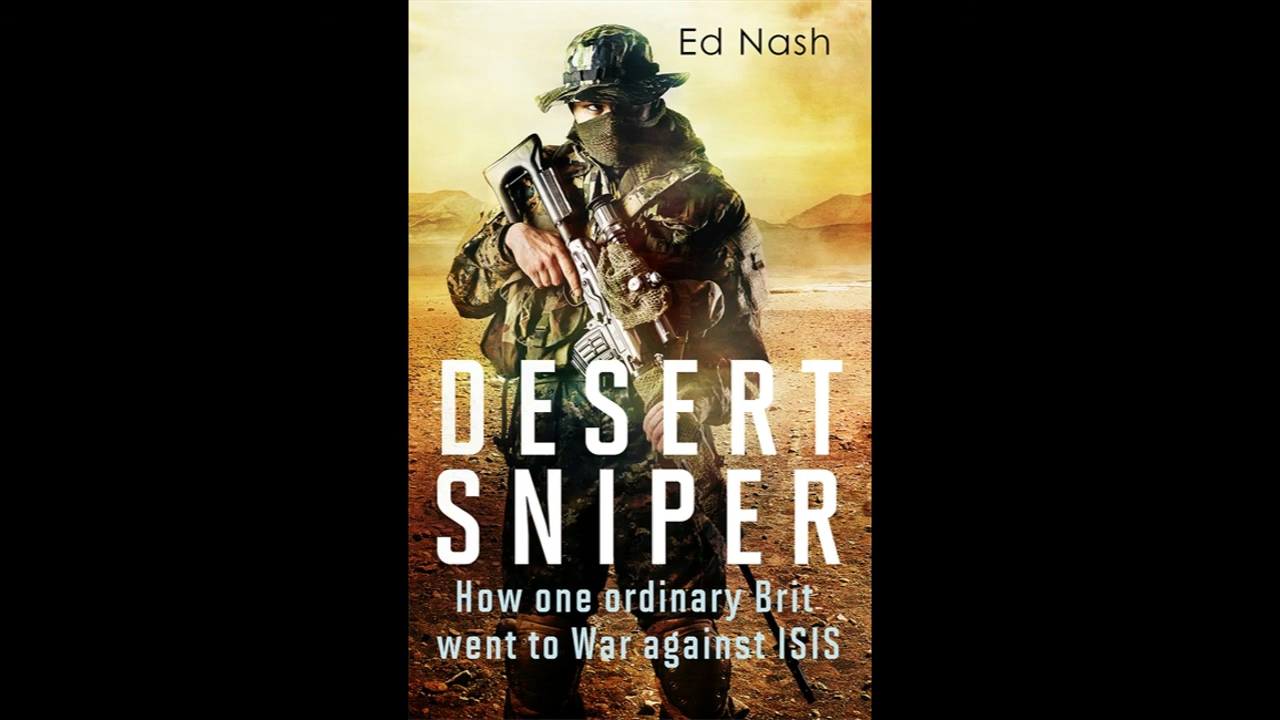 Ed Nash
DESERT
SNIPER
How one ordinary Brit
went to War against ISIS